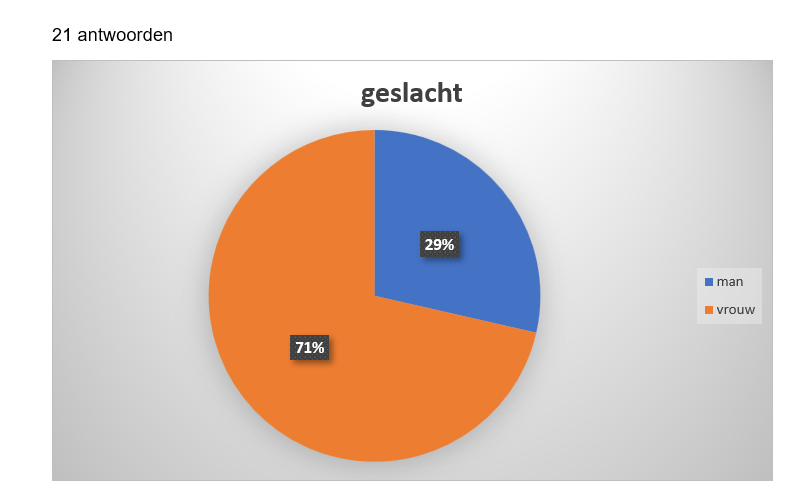 21 antwoorden
geslacht
29%
71%
man
vrouw